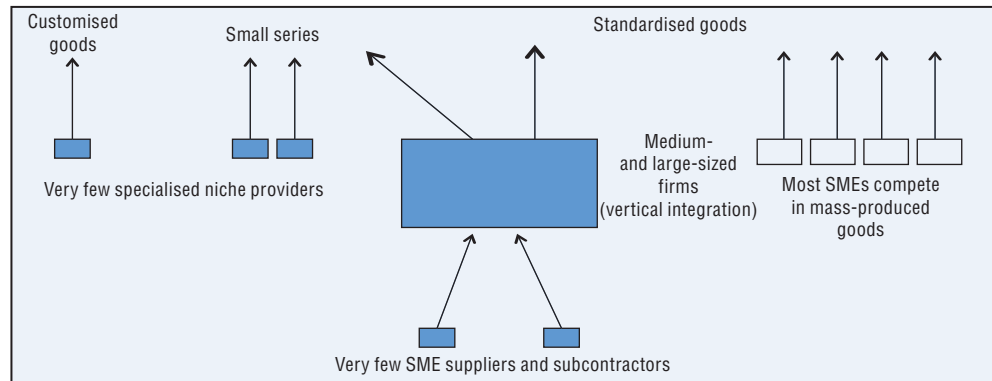 Customised
goods
Small series
Standardised goods
Medium-
and large-sized
firms
(vertical integration)
Very few specialised niche providers
Most SMEs compete
in mass-produced
goods
Very few SME suppliers and subcontractors